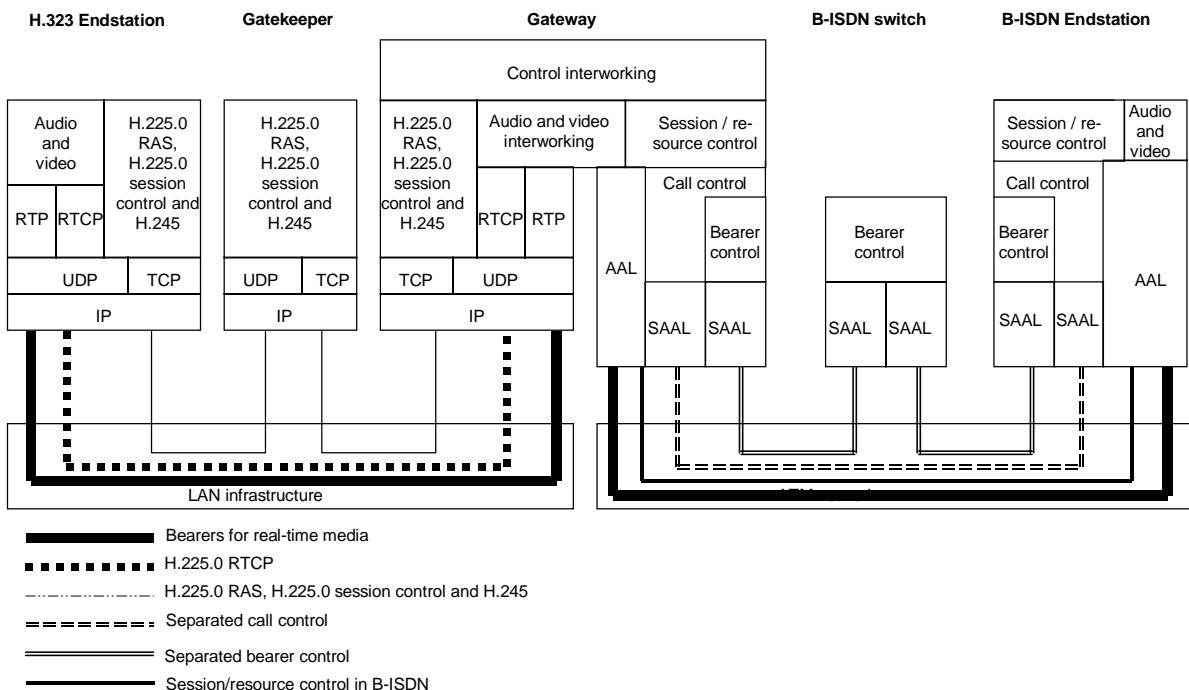 H.323 Endstation
Gatekeeper
Gateway
B-ISDN switch
B-ISDN Endstation
Control interworking
Audio
and
video
H.225.0
RAS,
H.225.0
session
control and
H.245
RTP
RTCP
UDP
TCP
IP
H.225.0
RAS,
H.225.0
session
control and
H.245
UDP
TCP
IP
H.225.0
RAS,
H.225.0
session
control and
H.245
Audio and video
interworking
Session / re-
source control
RTCP
RTP
TCP
UDP
IP
AAL
Call control
Bearer
control
SAAL
SAAL
Bearer
control
SAAL
SAAL
Session / re-
source control
Audio
and
video
Call control
Bearer
control
SAAL
SAAL
AAL
LAN infrastructure
Bearers for real-time media
H.225.0 RTCP
H.225.0 RAS, H.225.0 session control and H.245
Separated call control
Separated bearer control
Session/resource control in B-ISDN